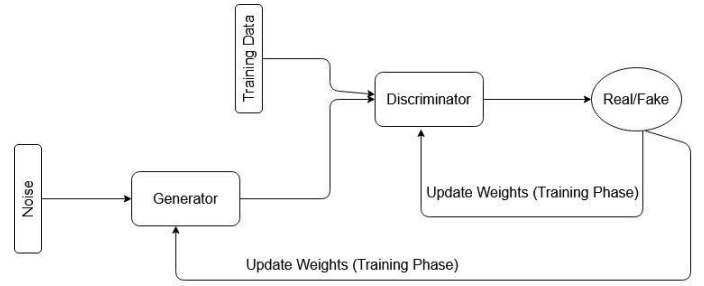 Training Data
Discriminator
Real/Fake
Noise
Generator
Update Weights (Training Phase)
Update Weights (Training Phase)